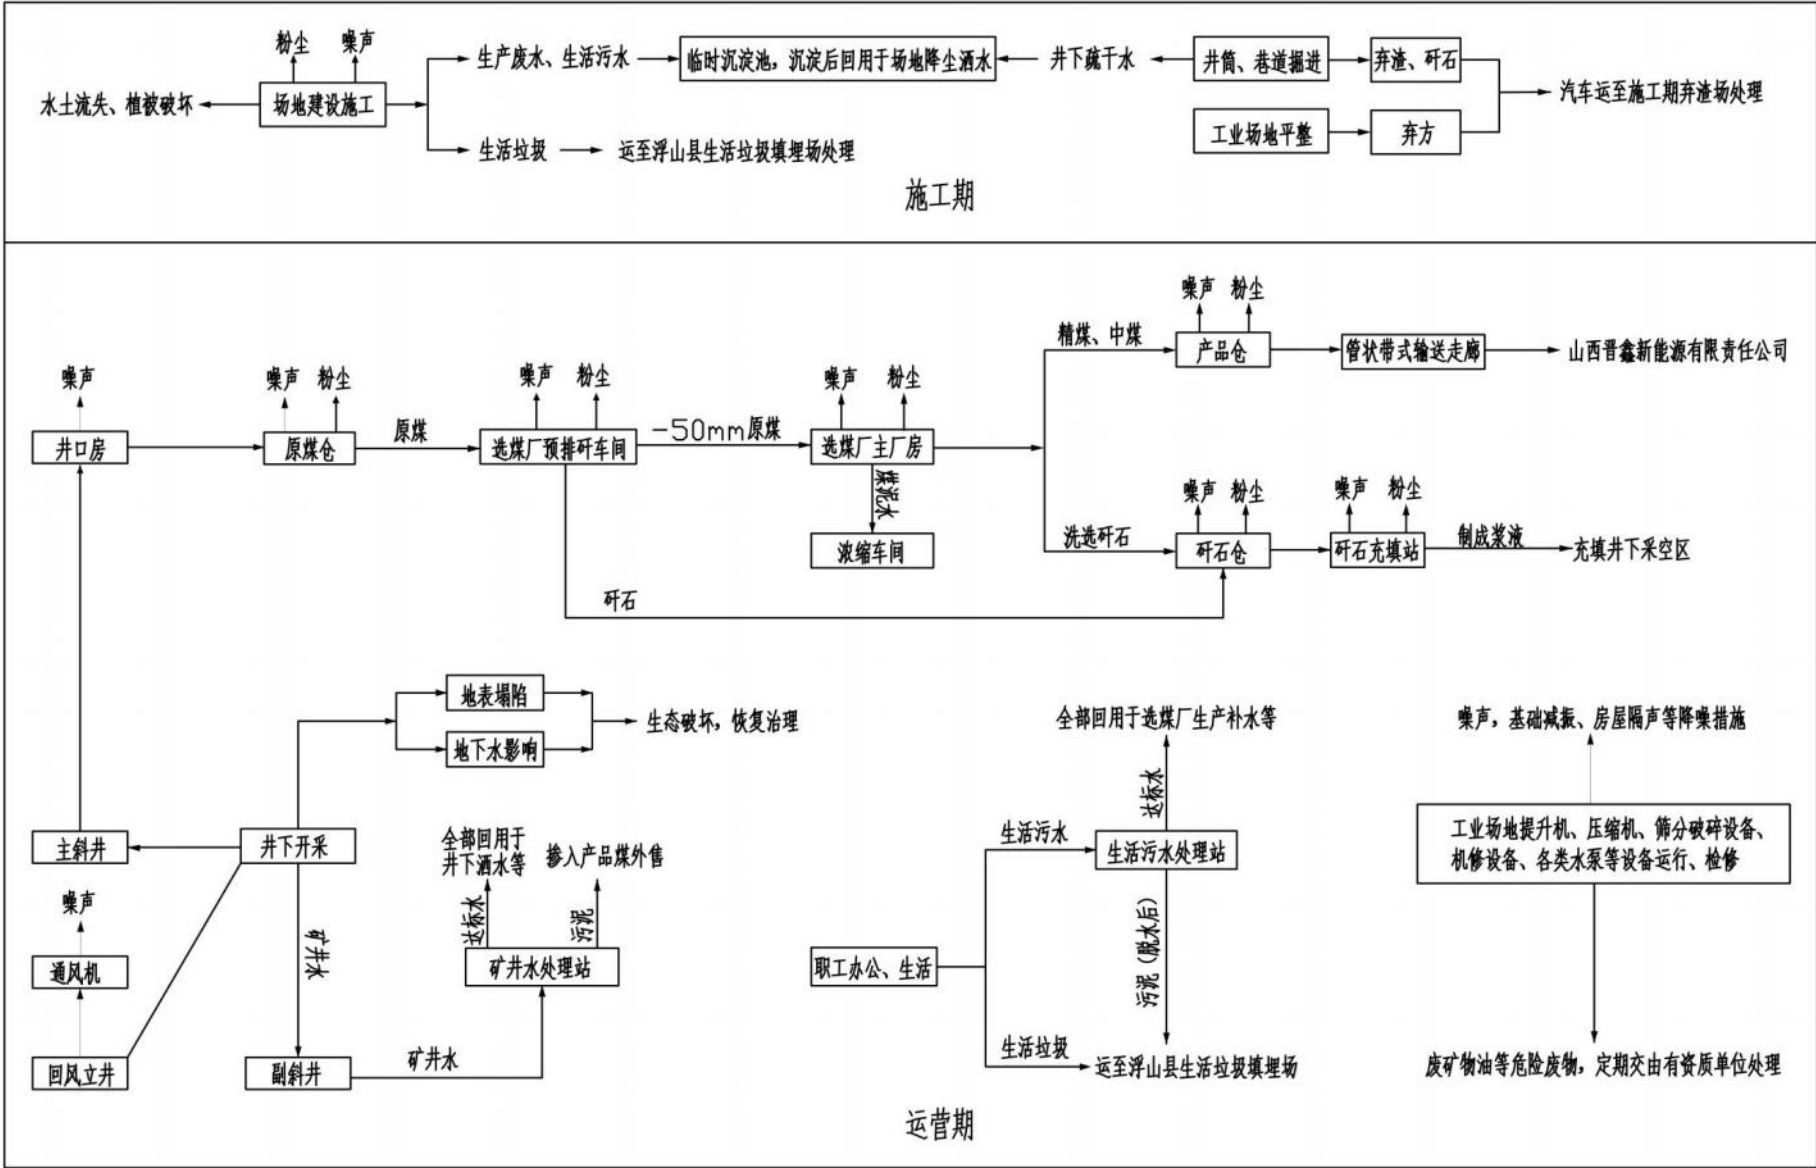 粉尘
噪声
水土流失、植被破坏
场地建设施工
生产废水、生活污水
临时沉淀池，沉淀后回用于场地降尘洒水
井下疏干水
井筒、巷道掘进
弃渣、矸石
汽车运至施工期弃渣场处理
工业场地平整
弃方
生活垃圾
运至浮山县生活垃圾填埋场处理
施工期
噪声
粉尘
精煤、中煤
产品仓
管状带式输送走廊
山西晋鑫新能源有限责任公司
噪声
噪声
粉尘
噪声
粉尘
噪声
粉尘
井口房
原煤仓
原煤
选煤厂预排矸车间
-50mm原煤
选煤厂主厂房
煤泥水
浓缩车间
噪声
粉尘
噪声
粉尘
洗选矸石
矸石仓
矸石充填站
制成浆液
充填井下采空区
矸石
地表塌陷
地下水影响
生态破坏，恢复治理
主斜井
井下开采
噪声
通风机
回风立井
矿井水
副斜井
矿井水
全部回用于
井下洒水等
掺入产品煤外售
达标水
污泥
矿井水处理站
全部回用于选煤厂生产补水等
达标水
生活污水
生活污水处理站
污泥（脱水后）
职工办公、生活
生活垃圾
运至浮山县生活垃圾填埋场
噪声，基础减振、房屋隔声等降噪措施
工业场地提升机、压缩机、筛分破碎设备、
机修设备、各类水泵等设备运行、检修
废矿物油等危险废物，定期交由有资质单位处理
运营期